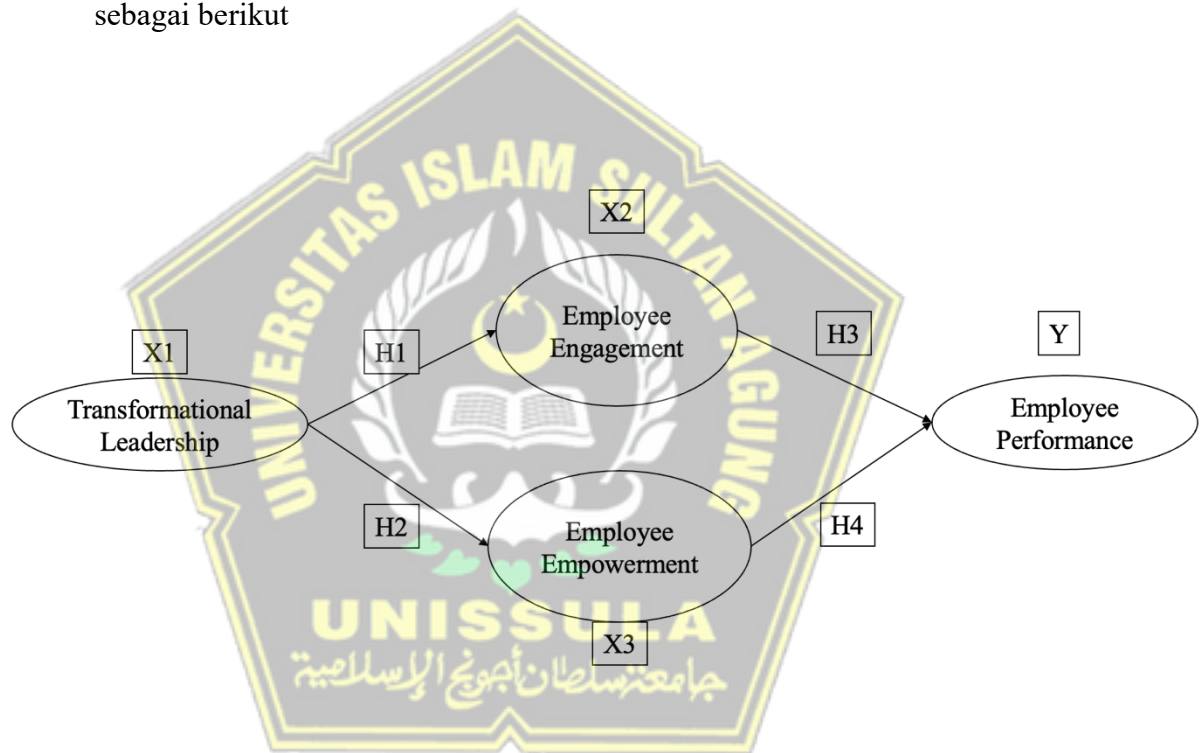 sebagai berikut
UNIVERSITAS ISLAM SULTAN AGUNG
X2
Employee
Engagement
X1
H1
H3
Y
Transformational
Leadership
Employee
Performance
H2
H4
Employee
Empowerment
X3
UNISSULA
جامعة سلطان أجونج الإسلامية